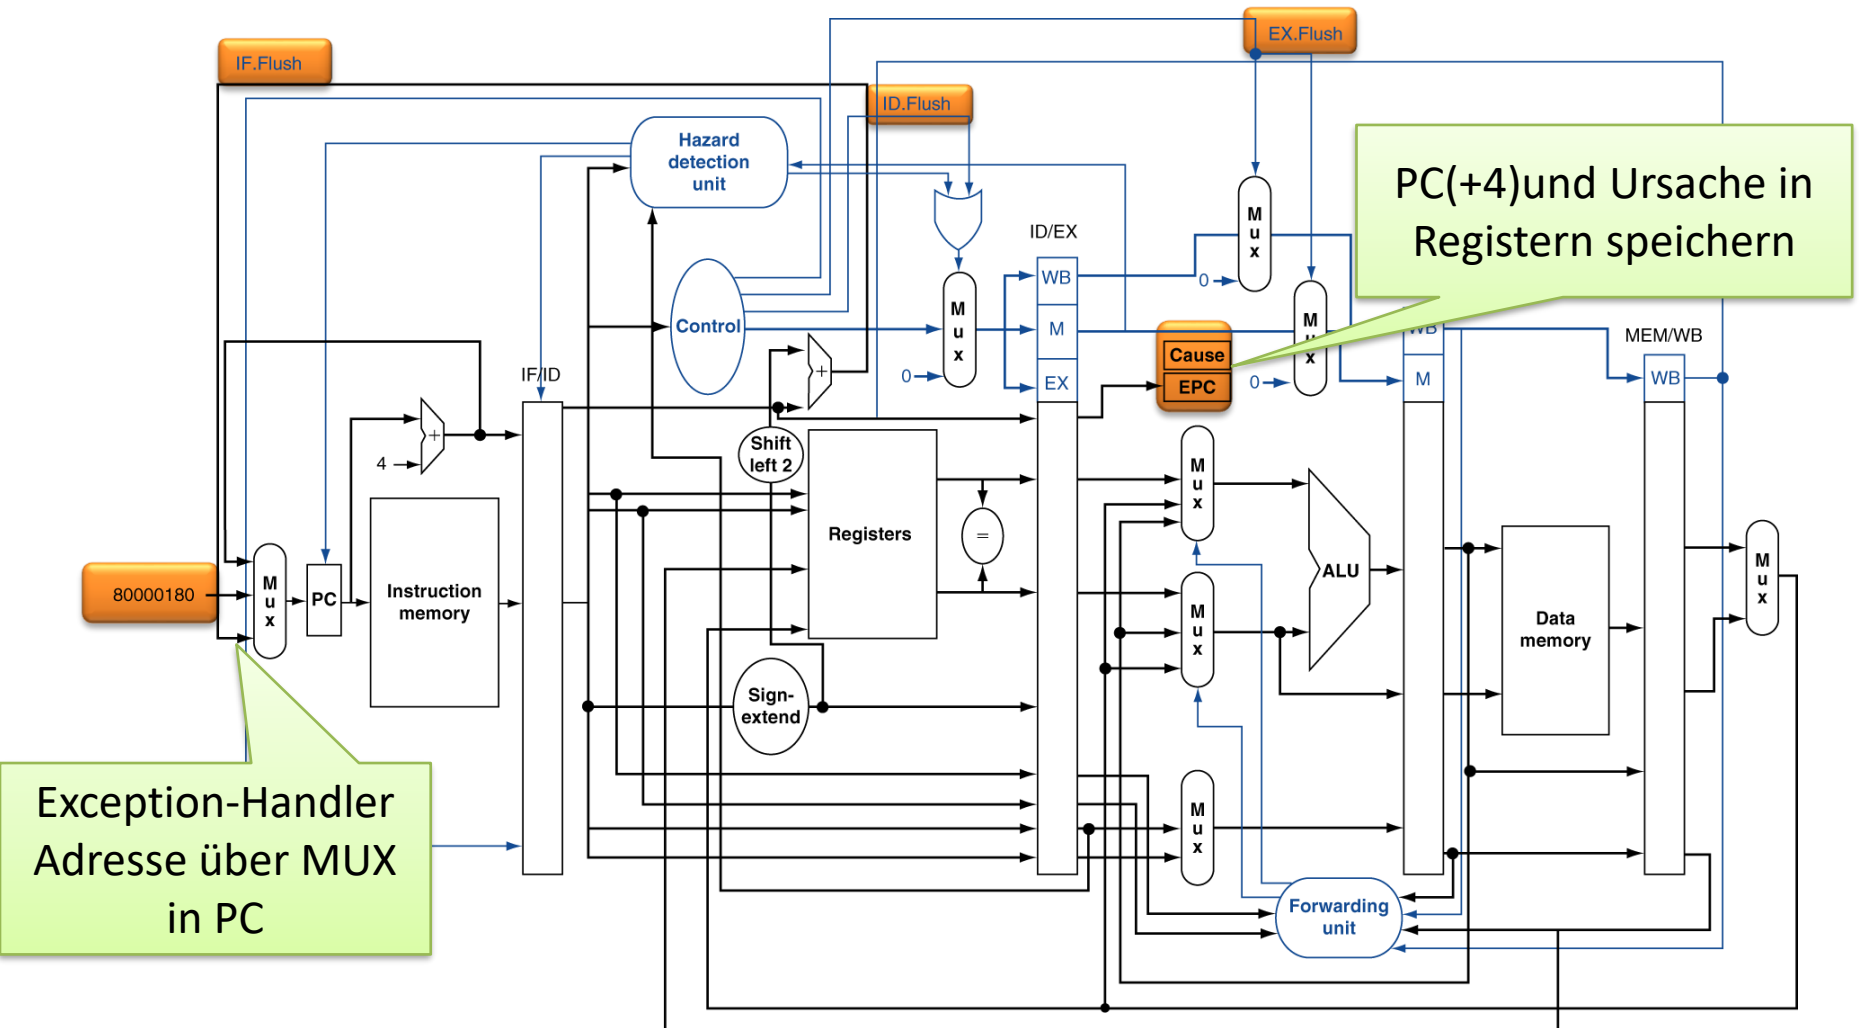 IF.Flush
EX.Flush
ID.Flush
Hazard
detection
unit
PC(+4)und Ursache in
Registern speichern
M
u
x
ID/EX
WB
0
Control
M
u
x
M
M
u
x
WB
MEM/WB
Cause
IF/ID
+
0
EX
EPC
0
M
WB
+
4
Shift
left 2
M
u
x
Registers
=
80000180
M
u
x
PC
Instruction
memory
ALU
M
u
x
M
u
x
Data
memory
Sign-
extend
Exception-Handler
Adresse über MUX
in PC
M
u
x
Forwarding
unit